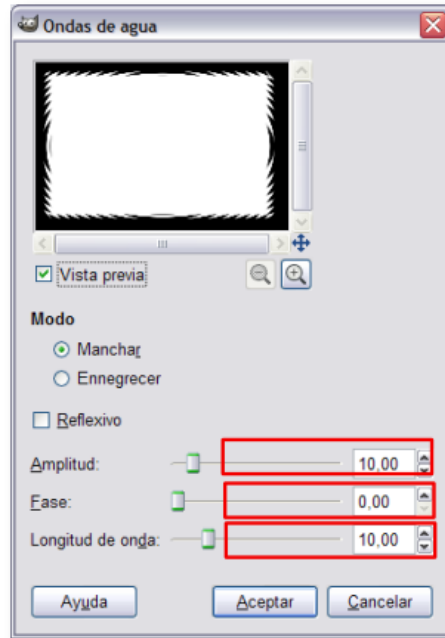 Ondas de agua
Vista previa
Modo
Manchar
Ennegrecer
Reflexivo
Amplitud: 10,00
Fase: 0,00
Longitud de onda: 10,00
Ayuda Aceptar Cancelar